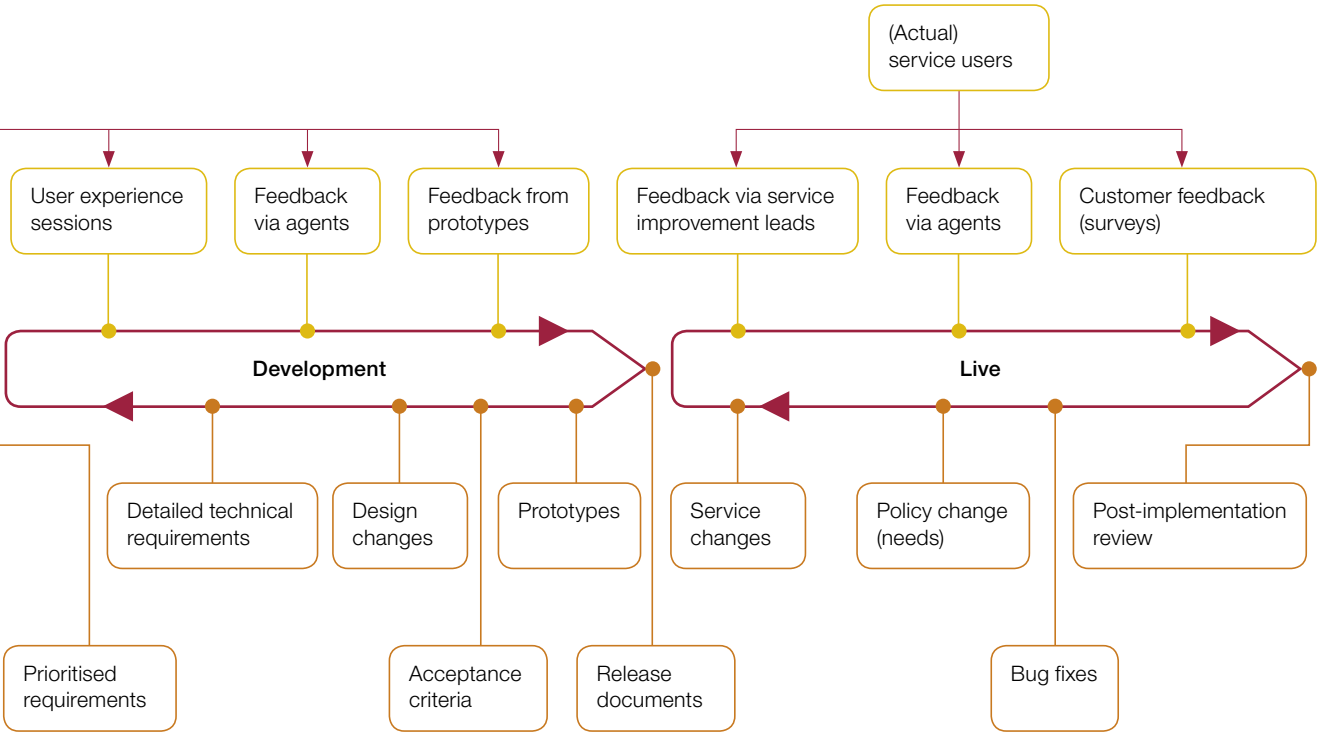 (Actual)
service users
User experience
sessions
Feedback
via agents
Feedback from
prototypes
Feedback via service
improvement leads
Feedback
via agents
Customer feedback
(surveys)
Development
Live
Detailed technical
requirements
Design
changes
Prototypes
Service
changes
Policy change
(needs)
Post-implementation
review
Prioritised
requirements
Acceptance
criteria
Release
documents
Bug fixes